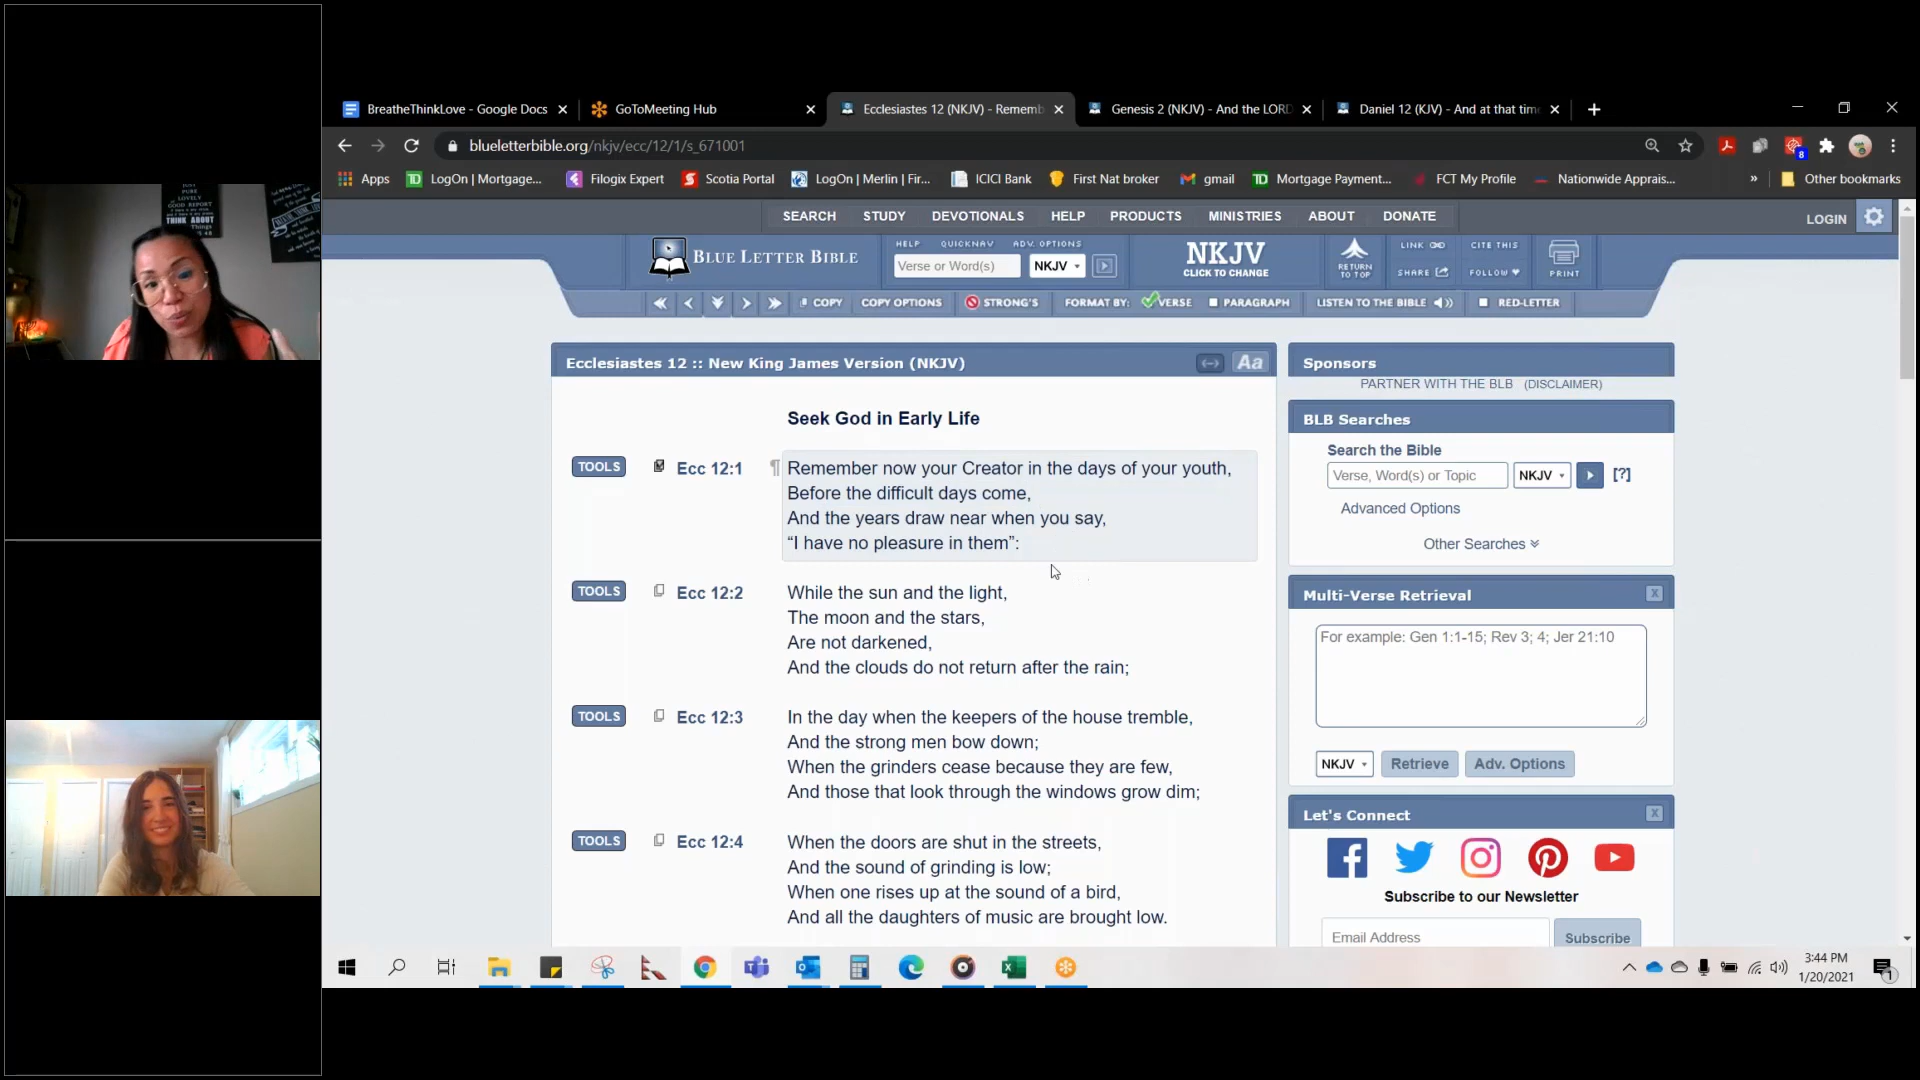 JUST
PURE
LOVELY
GOOD REPORT
THINK ABOUT
Things
BreatheThinkLove - Google Docs
GoToMeeting Hub
Ecclesiastes 12 (NKJV) - Rememb
Genesis 2 (NKJV) - And the LORD
Daniel 12 (KJV) - And at that time
blueletterbible.org/nkjv/ecc/12/1/s_671001
8
Apps
LogOn | Mortgage...
Filogix Expert
Scotia Portal
LogOn | Merlin | Fir...
ICICI Bank
First Nat broker
gmail
Mortgage Payment...
FCT My Profile
Nationwide Apprais...
»
Other bookmarks
SEARCH STUDY DEVOTIONALS HELP PRODUCTS MINISTRIES ABOUT DONATE
LOGIN
BLUE LETTER BIBLE
HELP QUICKNAV ADV. OPTIONS
Verse or Word(s) NKJV
NKJV
CLICK TO CHANGE
RETURN
TO TOP
LINK
CITE THIS
SHARE
FOLLOW
PRINT
COPY COPY OPTIONS STRONG'S FORMAT BY: VERSE PARAGRAPH LISTEN TO THE BIBLE RED-LETTER
Ecclesiastes 12 :: New King James Version (NKJV)
Aa
Seek God in Early Life
TOOLS Ecc 12:1 ¶ Remember now your Creator in the days of your youth,
Before the difficult days come,
And the years draw near when you say,
“I have no pleasure in them”:
TOOLS Ecc 12:2 While the sun and the light,
The moon and the stars,
Are not darkened,
And the clouds do not return after the rain;
TOOLS Ecc 12:3 In the day when the keepers of the house tremble,
And the strong men bow down;
When the grinders cease because they are few,
And those that look through the windows grow dim;
TOOLS Ecc 12:4 When the doors are shut in the streets,
And the sound of grinding is low;
When one rises up at the sound of a bird,
And all the daughters of music are brought low.
Sponsors
PARTNER WITH THE BLB (DISCLAIMER)
BLB Searches
Search the Bible
Verse, Word(s) or Topic NKJV [?]
Advanced Options
Other Searches
Multi-Verse Retrieval
For example: Gen 1:1-15; Rev 3; 4; Jer 21:10
NKJV Retrieve Adv. Options
Let's Connect
Subscribe to our Newsletter
Email Address Subscribe
3:44 PM
1/20/2021
1